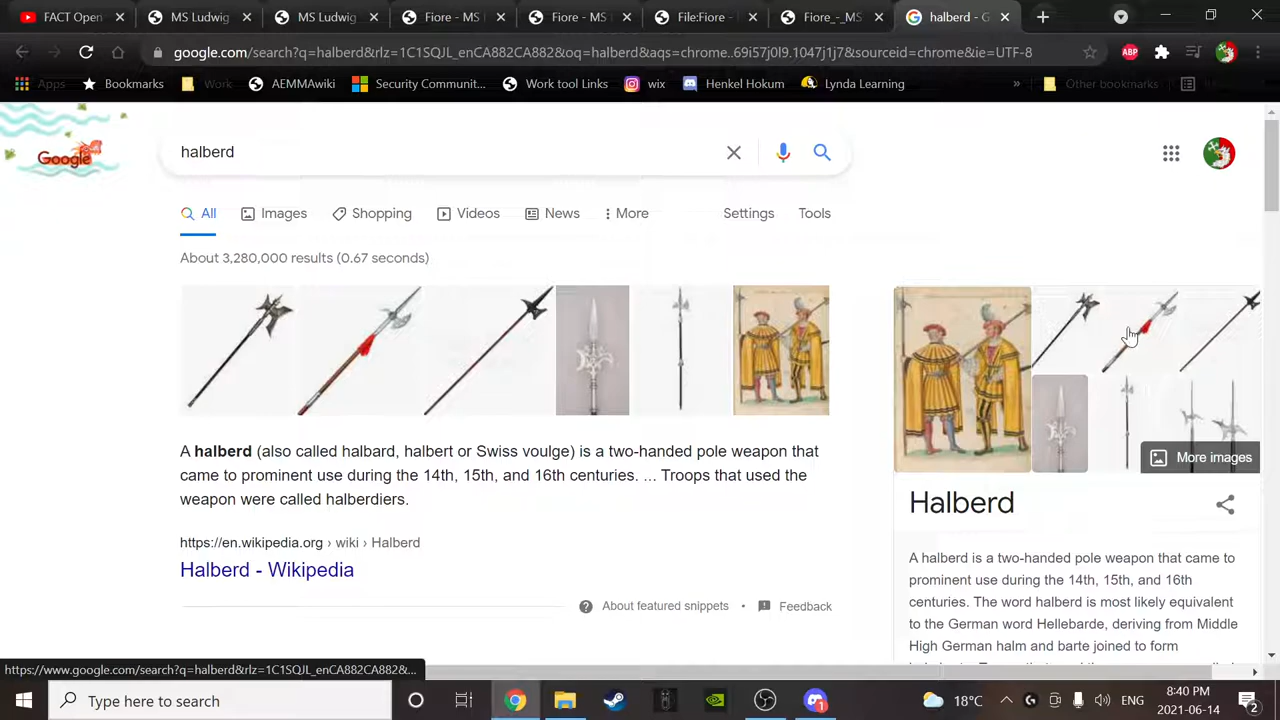 FACT Open
MS Ludwig
MS Ludwig
Fiore - MS
Fiore - MS
File:Fiore -
Fiore_-_MS
halberd - G
google.com/search?q=halberd&rlz=1C1SQJL_enCA882CA882&oq=halberd&aqs=chrome..69i57j0l9.1047j1j7&sourceid=chrome&ie=UTF-8
ABP
Apps
Bookmarks
Work
AEMMAwiki
Security Communit...
Work tool Links
wix
Henkel Hokum
Lynda Learning
»
Other bookmarks
Google
halberd
All
Images
Shopping
Videos
News
More
Settings
Tools
About 3,280,000 results (0.67 seconds)
More images
A halberd (also called halbard, halbert or Swiss voulge) is a two-handed pole weapon that
came to prominent use during the 14th, 15th, and 16th centuries. ... Troops that used the
weapon were called halberdiers.
https://en.wikipedia.org › wiki › Halberd
Halberd - Wikipedia
About featured snippets
•
Feedback
Halberd
A halberd is a two-handed pole weapon that came to
prominent use during the 14th, 15th, and 16th
centuries. The word halberd is most likely equivalent
to the German word Hellebarde, deriving from Middle
High German halm and barte joined to form
https://www.google.com/search?q=halberd&rlz=1C1SQJL_enCA882CA882&...
Type here to search
1
18°C
ENG
8:40 PM
2021-06-14
2